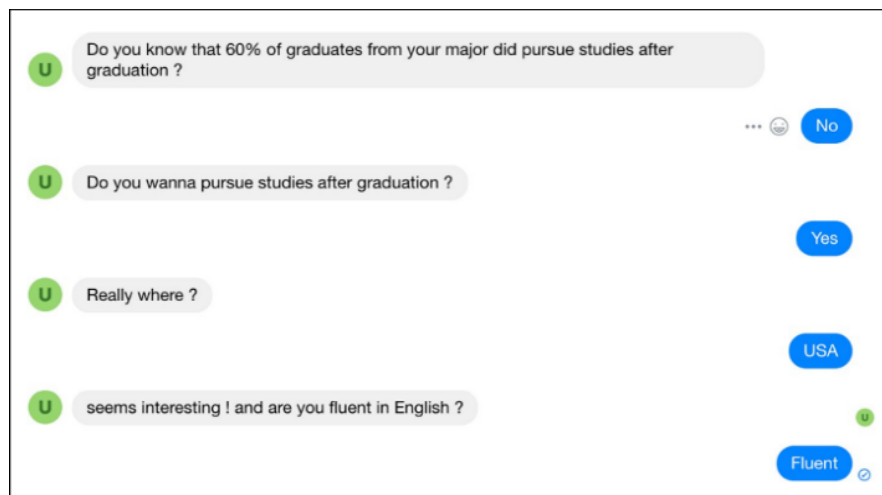 Do you know that 60% of graduates from your major did pursue studies after
graduation ?
U
No
U
Do you wanna pursue studies after graduation ?
Yes
U
Really where ?
USA
U
seems interesting ! and are you fluent in English ?
U
Fluent